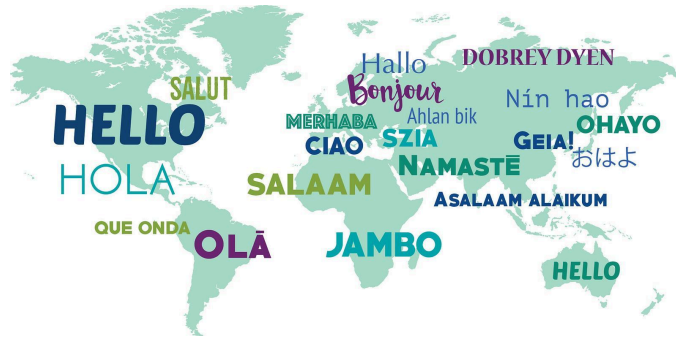 DOBREY DYEN
Hallo
SALUT
Bonjour
Nín hao
HELLO
MERHABA
Ahlan bik
OHAYO
CIAO
SZIA
GEIA!
おはよ
NAMASTĒ
HOLA
SALAAM
ASALAAM ALAIKUM
QUE ONDA
OLĀ
JAMBO
HELLO